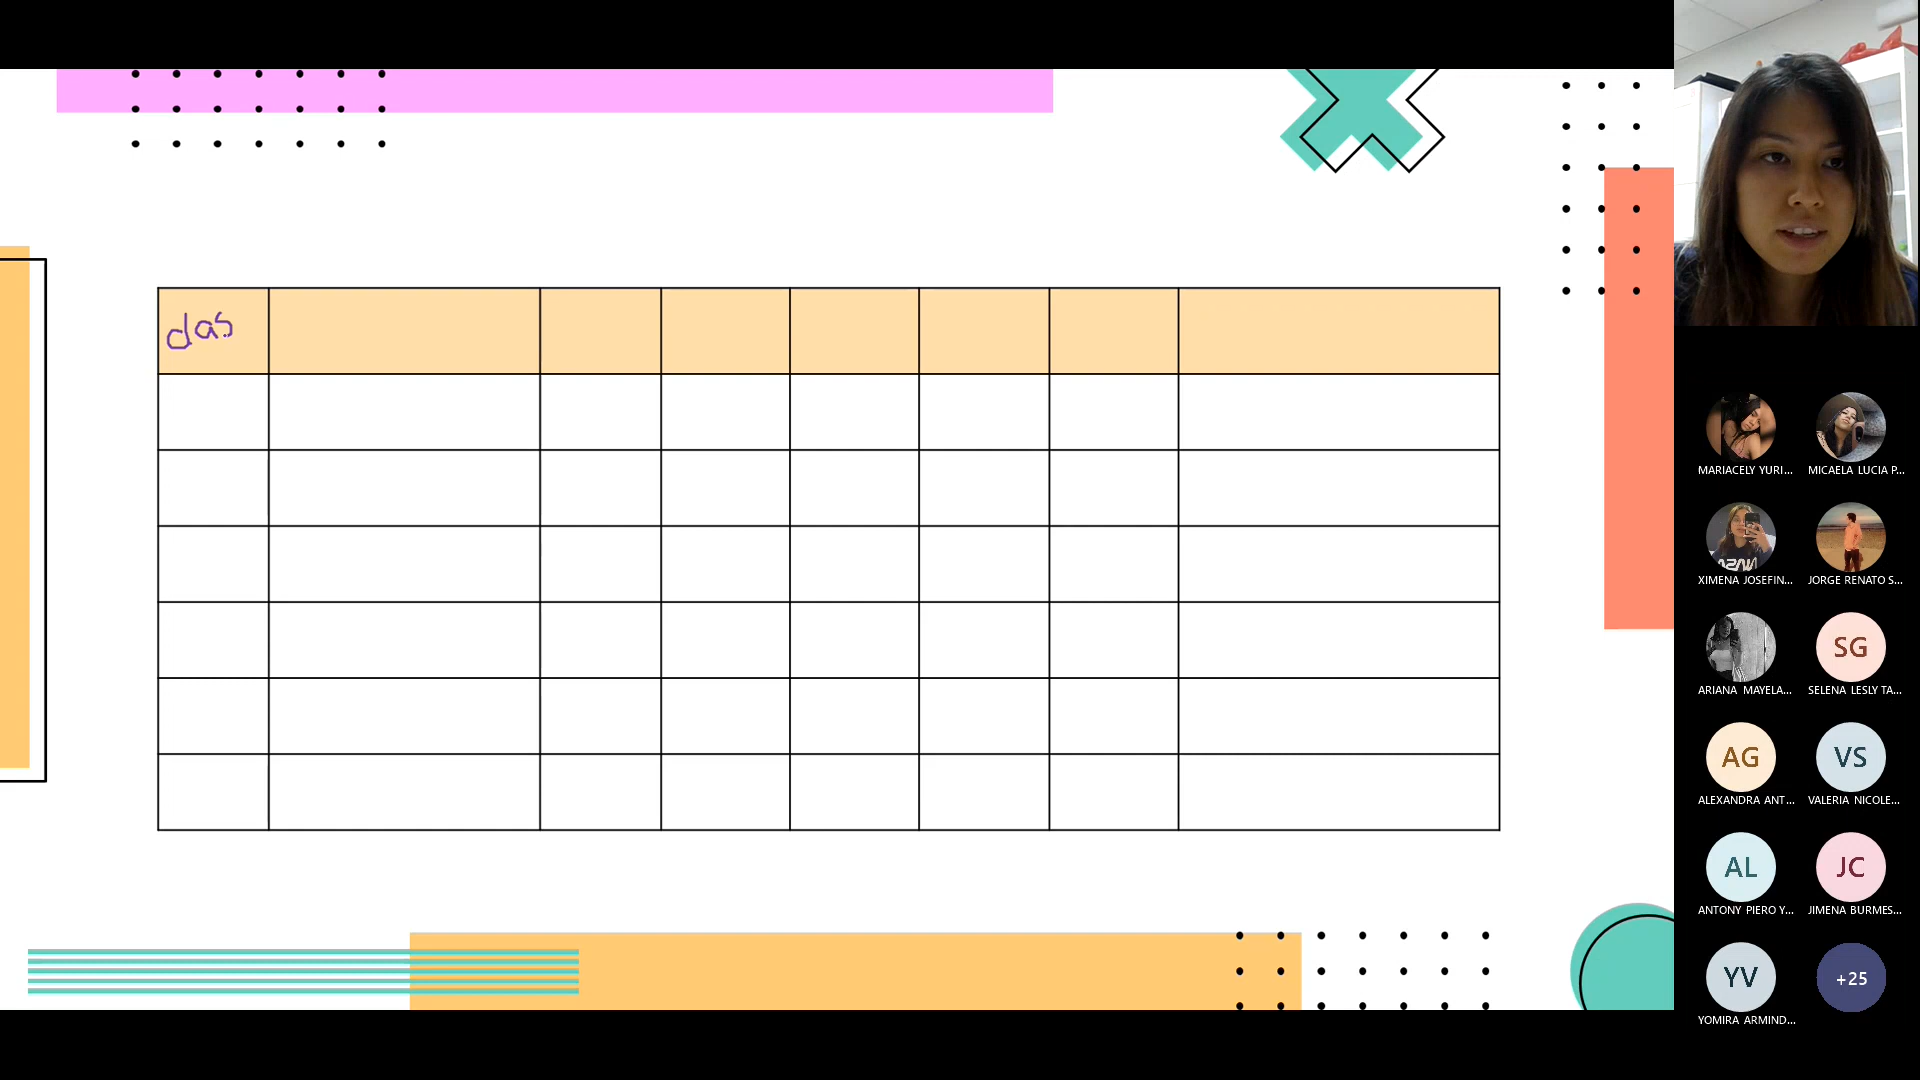 das
MARIACELY YURI...
MICAELA LUCIA P...
XIMENA JOSEFIN...
JORGE RENATO S...
ARIANA MAYELA...
SG
SELENA LESLY TA...
AG
ALEXANDRA ANT...
VS
VALERIA NICOLE...
AL
ANTONY PIERO Y...
JC
JIMENA BURMES...
YV
YOMIRA ARMIND...
+25